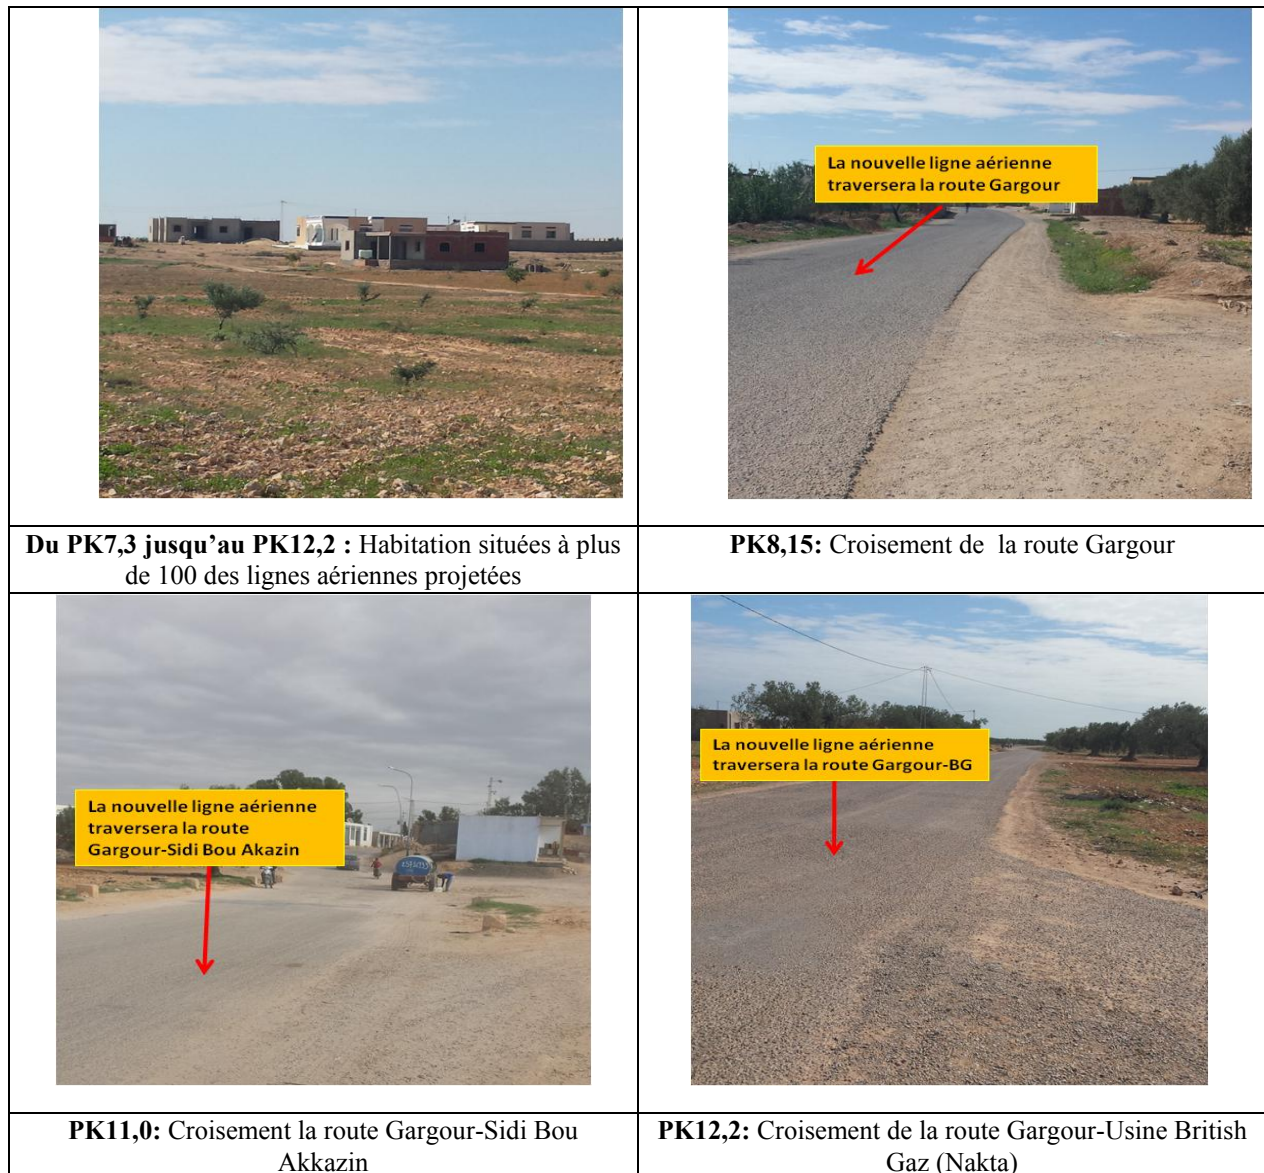 La nouvelle ligne aérienne
traversera la route Gargour
Du PK7,3 jusqu’au PK12,2 : Habitation situées à plus
de 100 des lignes aériennes projetées
PK8,15: Croisement de  la route Gargour
La nouvelle ligne aérienne
traversera la route
Gargour-Sidi Bou Akazin
La nouvelle ligne aérienne
traversera la route Gargour-BG
PK11,0: Croisement la route Gargour-Sidi Bou
Akkazin
PK12,2: Croisement de la route Gargour-Usine British
Gaz (Nakta)